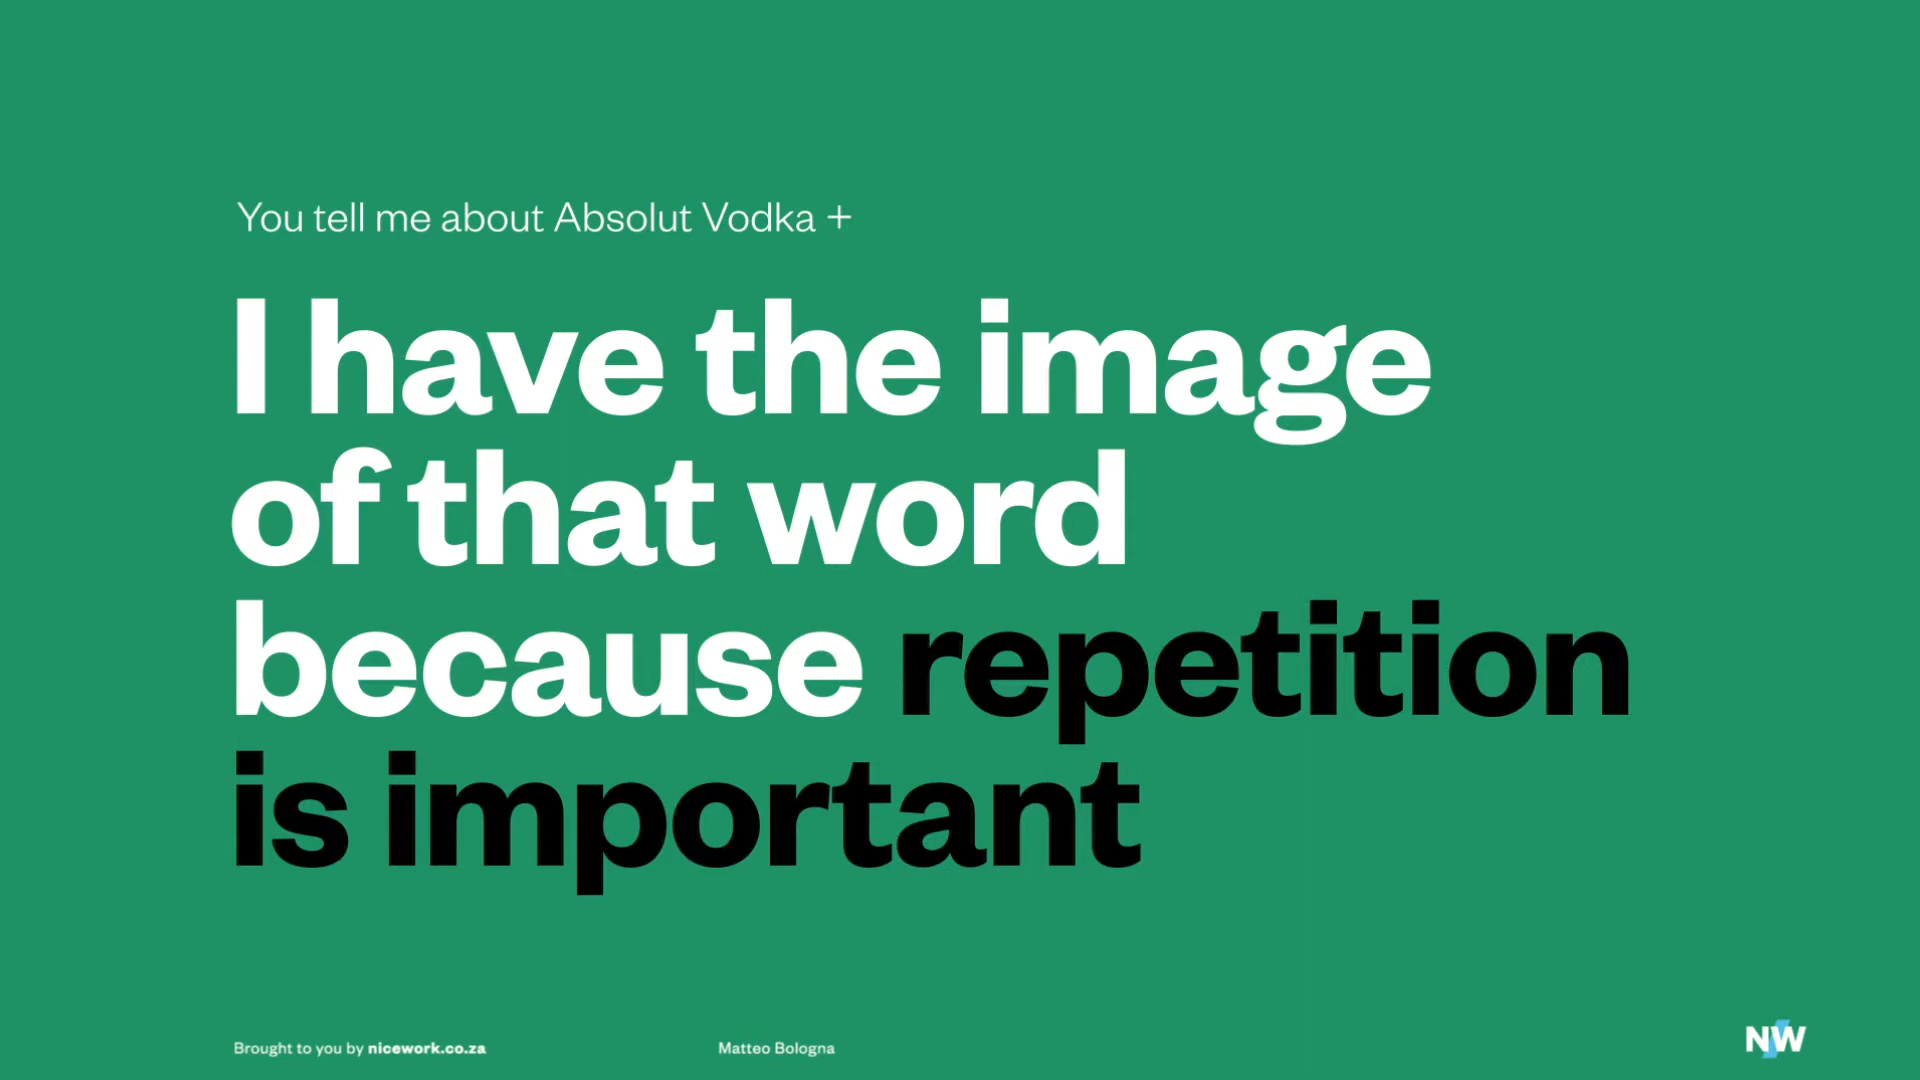 You tell me about Absolut Vodka +
I have the image
of that word
because repetition
is important
Brought to you by nicework.co.za
Matteo Bologna
NW